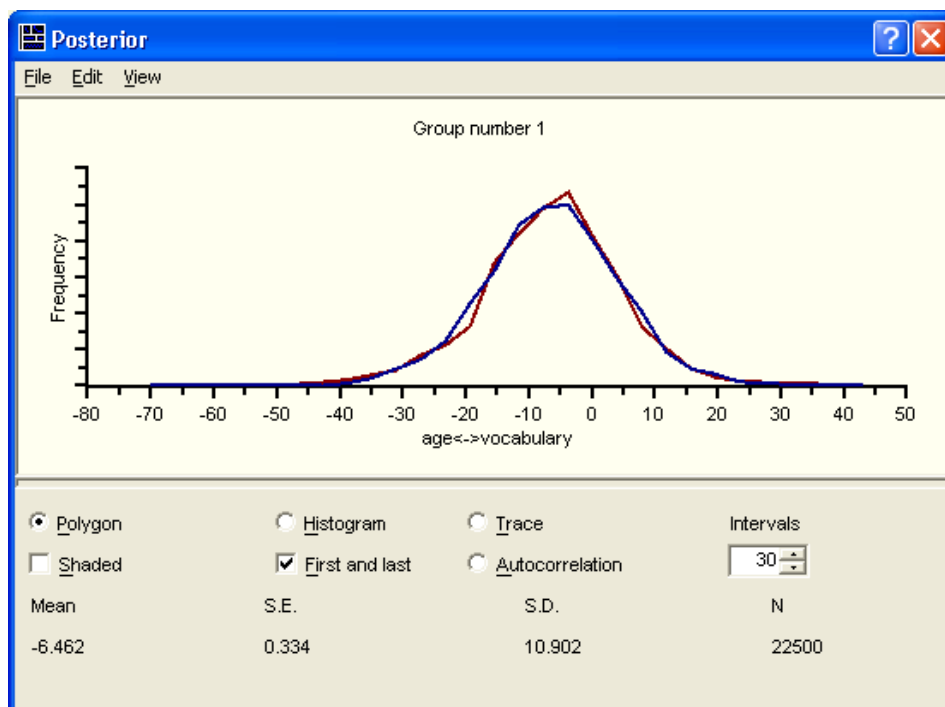 Posterior
File Edit View
Group number 1
Frequency
-80 -70 -60 -50 -40 -30 -20 -10 0 10 20 30 40 50
age<->vocabulary
Polygon Histogram Trace Intervals
Shaded First and last Autocorrelation 30
Mean S.E. S.D. N
-6.462 0.334 10.902 22500